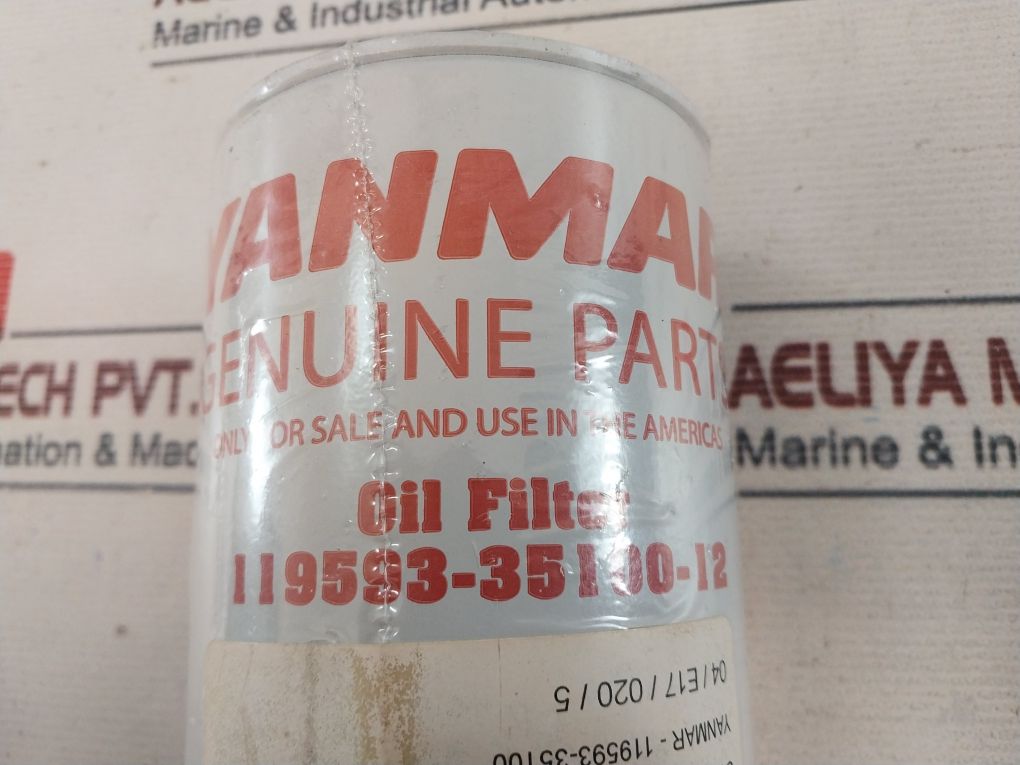 Marine & Industrial Auto
YANMAR
GENUINE PARTS
ONLY FOR SALE AND USE IN THE AMERICAS
Oil Filter
119593-35100-12
04/E17/020/5
YANMAR - 119593-35100
ECH PVT.
ation & Mac
AELIYA M
Marine & In